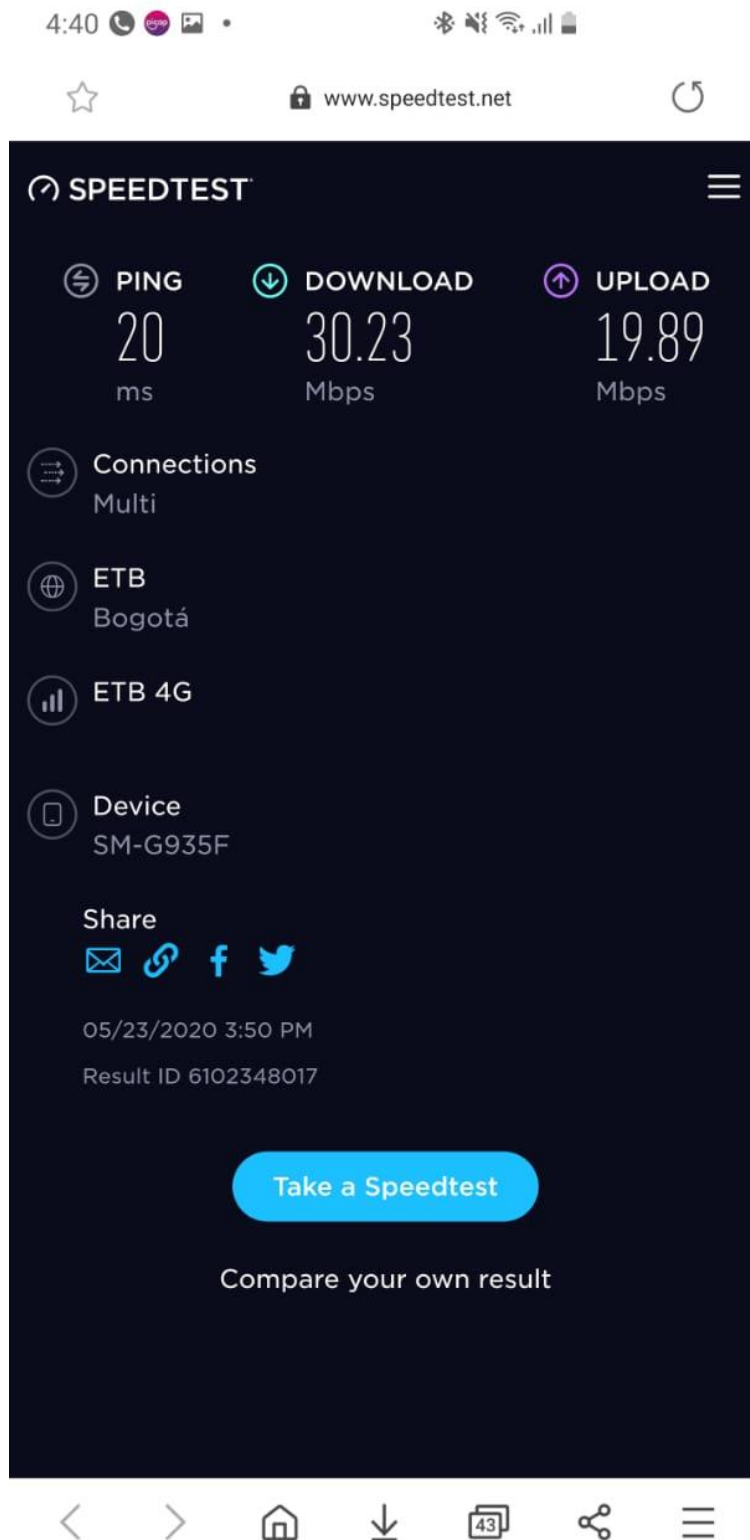 4:40
www.speedtest.net
SPEEDTEST
PING
20
ms
DOWNLOAD
30.23
Mbps
UPLOAD
19.89
Mbps
Connections
Multi
ETB
Bogotá
ETB 4G
Device
SM-G935F
Share
05/23/2020 3:50 PM
Result ID 6102348017
Take a Speedtest
Compare your own result
43